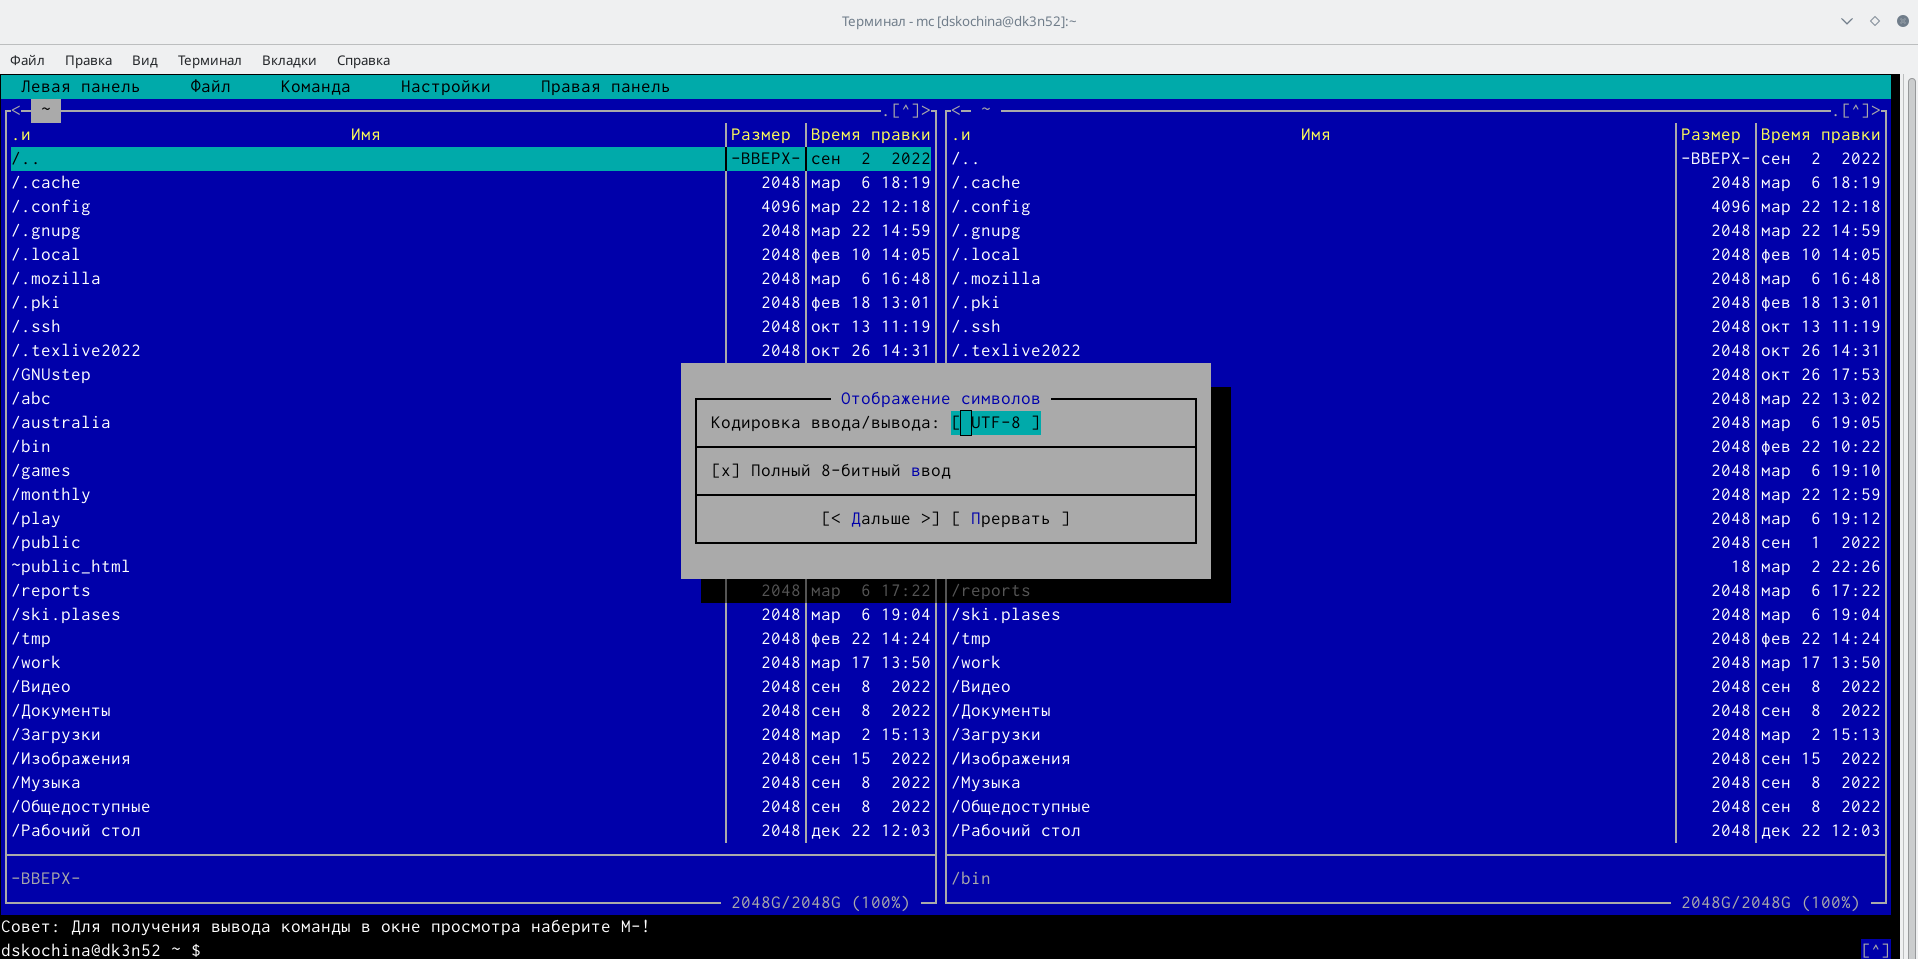 Терминал - mc [dskochina@dk3n52]:~
Файл Правка Вид Терминал Вкладки Справка
Левая панель Файл Команда Настройки Правая панель
<- ~ .[^]> <- ~ .[^]>
.и Имя Размер Время правки .и Имя Размер Время правки
/.. -ВВЕРХ- сен 2 2022 /.. -ВВЕРХ- сен 2 2022
/.cache 2048 мар 6 18:19 /.cache 2048 мар 6 18:19
/.config 4096 мар 22 12:18 /.config 4096 мар 22 12:18
/.gnupg 2048 мар 22 14:59 /.gnupg 2048 мар 22 14:59
/.local 2048 фев 10 14:05 /.local 2048 фев 10 14:05
/.mozilla 2048 мар 6 16:48 /.mozilla 2048 мар 6 16:48
/.pki 2048 фев 18 13:01 /.pki 2048 фев 18 13:01
/.ssh 2048 окт 13 11:19 /.ssh 2048 окт 13 11:19
/.texlive2022 2048 окт 26 14:31 /.texlive2022 2048 окт 26 14:31
/GNUstep 2048 окт 26 17:53
/abc Отображение символов 2048 мар 22 13:02
/australia Кодировка ввода/вывода: [ UTF-8 ] 2048 мар 6 19:05
/bin 2048 фев 22 10:22
/games [x] Полный 8-битный ввод 2048 мар 6 19:10
/monthly 2048 мар 22 12:59
/play [< Дальше >] [ Прервать ] 2048 мар 6 19:12
/public 2048 сен 1 2022
~public_html 18 мар 2 22:26
/reports 2048 мар 6 17:22 /reports 2048 мар 6 17:22
/ski.plases 2048 мар 6 19:04 /ski.plases 2048 мар 6 19:04
/tmp 2048 фев 22 14:24 /tmp 2048 фев 22 14:24
/work 2048 мар 17 13:50 /work 2048 мар 17 13:50
/Видео 2048 сен 8 2022 /Видео 2048 сен 8 2022
/Документы 2048 сен 8 2022 /Документы 2048 сен 8 2022
/Загрузки 2048 мар 2 15:13 /Загрузки 2048 мар 2 15:13
/Изображения 2048 сен 15 2022 /Изображения 2048 сен 15 2022
/Музыка 2048 сен 8 2022 /Музыка 2048 сен 8 2022
/Общедоступные 2048 сен 8 2022 /Общедоступные 2048 сен 8 2022
/Рабочий стол 2048 дек 22 12:03 /Рабочий стол 2048 дек 22 12:03
-ВВЕРХ- /bin
2048G/2048G (100%) 2048G/2048G (100%)
Совет: Для получения вывода команды в окне просмотра наберите M-!
dskochina@dk3n52 ~ $ [^]